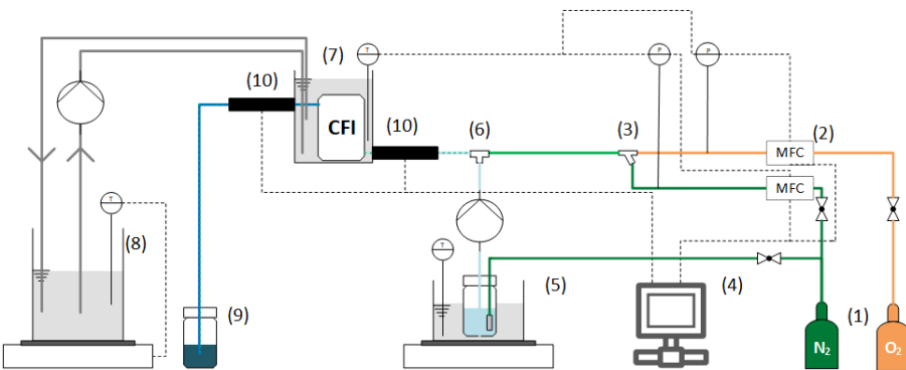 (7)
T
P
P
(10)
CFI
(10)
(6)
(3)
(2)
MFC
MFC
T
(8)
T
(5)
(4)
(9)
(1)
N₂
O₂